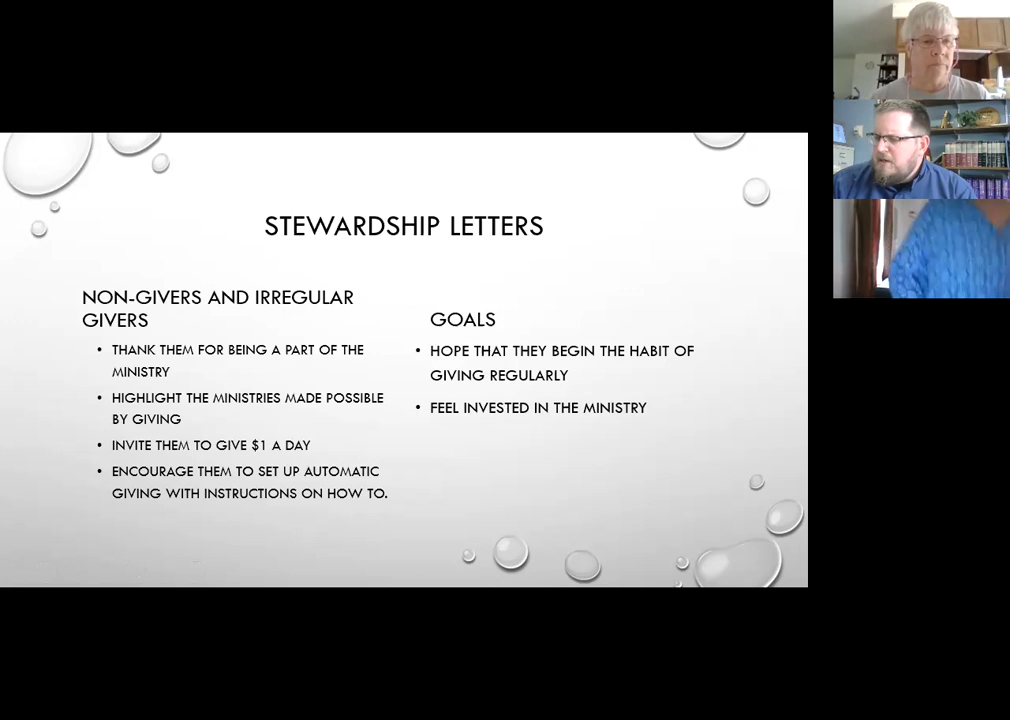 STEWARDSHIP LETTERS
NON-GIVERS AND IRREGULAR
GIVERS
• THANK THEM FOR BEING A PART OF THE
MINISTRY
• HIGHLIGHT THE MINISTRIES MADE POSSIBLE
BY GIVING
• INVITE THEM TO GIVE $1 A DAY
• ENCOURAGE THEM TO SET UP AUTOMATIC
GIVING WITH INSTRUCTIONS ON HOW TO.
GOALS
• HOPE THAT THEY BEGIN THE HABIT OF
GIVING REGULARLY
• FEEL INVESTED IN THE MINISTRY